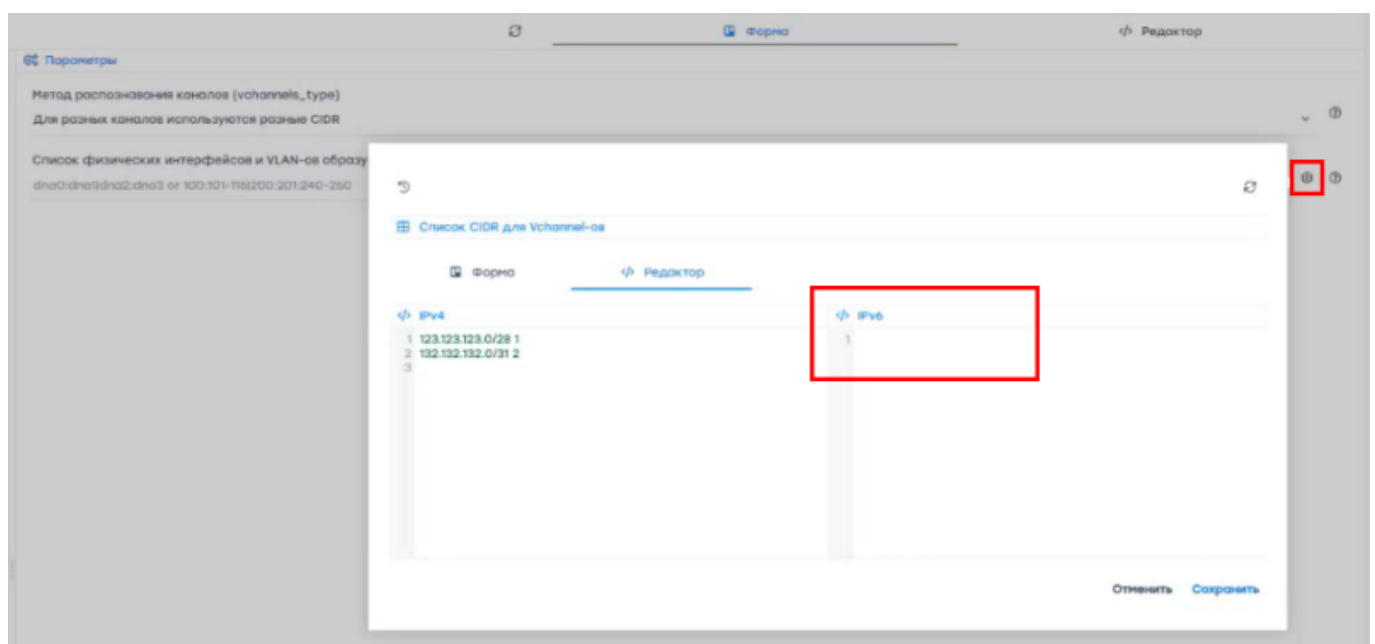 Форма
Редактор
Параметры
Метод распознавания каналов (vchannels_type)
Для разных каналов используются разные CIDR
Список физических интерфейсов и VLAN-ов образу
dna0:dna1|dna2:dna3 or 100:101-116|200:201:240-260
Список CIDR для Vchannel-ов
Форма
Редактор
IPv4
IPv6
1 123.123.123.0/28 1
1
2 132.132.132.0/31 2
3
Отменить Сохранить